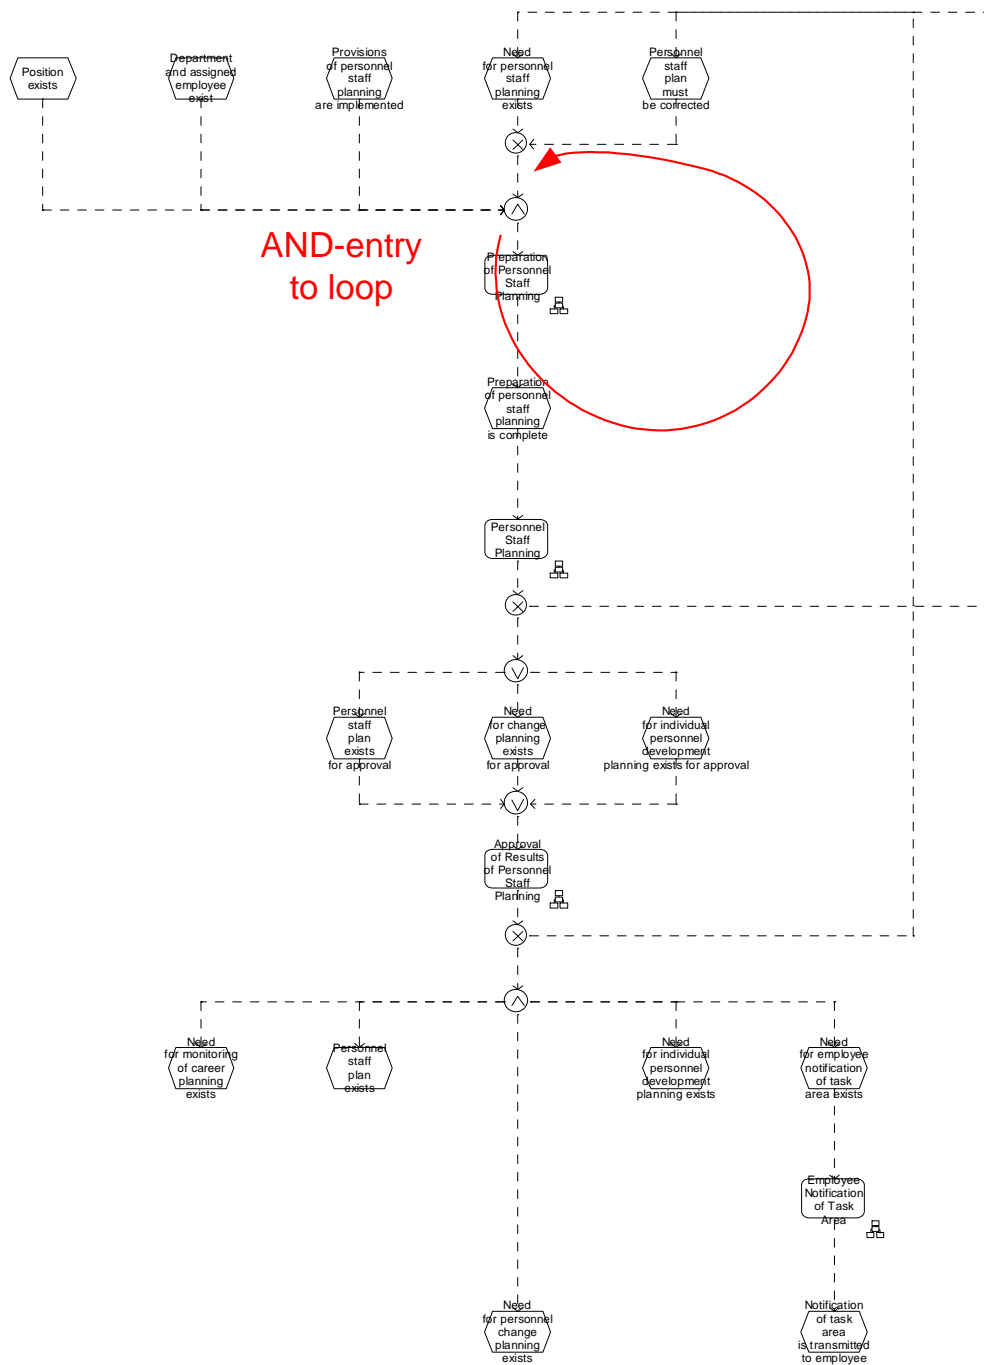 Position
exists
Department
and assigned
employee
exist
Provisions
of personnel
staff
planning
are implemented
Need
for personnel
staff
planning
exists
Personnel
staff
plan
must
be corrected
AND-entry
to loop
Preparation
of Personnel
Staff
Planning
Preparation
of personnel
staff
planning
is complete
Personnel
Staff
Planning
Personnel
staff
plan
exists
for approval
Need
for change
planning
exists
for approval
Need
for individual
personnel
development
planning exists for approval
Approval
of Results
of Personnel
Staff
Planning
Need
for monitoring
of career
planning
exists
Personnel
staff
plan
exists
Need
for individual
personnel
development
planning exists
Need
for employee
notification
of task
area exists
Employee
Notification
of Task
Area
Need
for personnel
change
planning
exists
Notification
of task
area
is transmitted
to employee